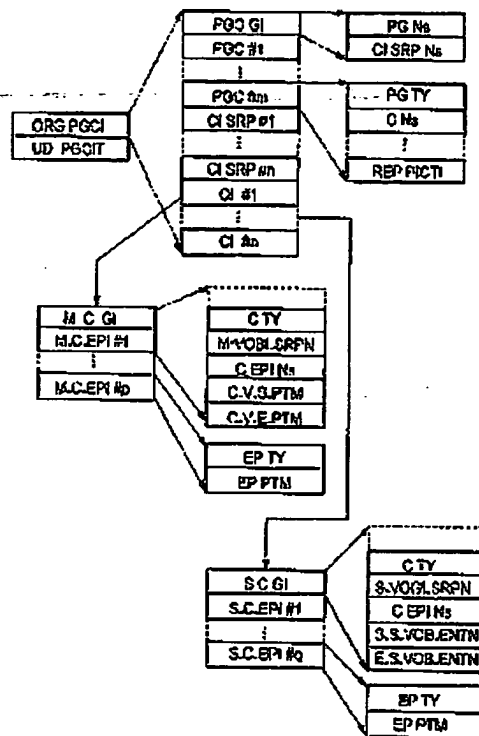 PGC GI
PGC #1
PGC #m
CI SRP #1
CI SRP #n
CI #1
CI #n
PG Ns
CI SRP Ns
PG TY
C Ns
REP PICTI
ORG PGCI
UD PGCIT
M C GI
M.C.EPI #1
M.C.EPI #p
C TY
M-VOBI.SRPN
C EPI Ns
C.V.S.PTM
C.V.E.PTM
EP TY
EP PTM
S C GI
S.C.EPI #1
S.C.EPI #q
C TY
S-VOGI.SRPN
C EPI Ns
S.S.VOB.ENTN
E.S.VOB.ENTN
EP TY
EP PTM